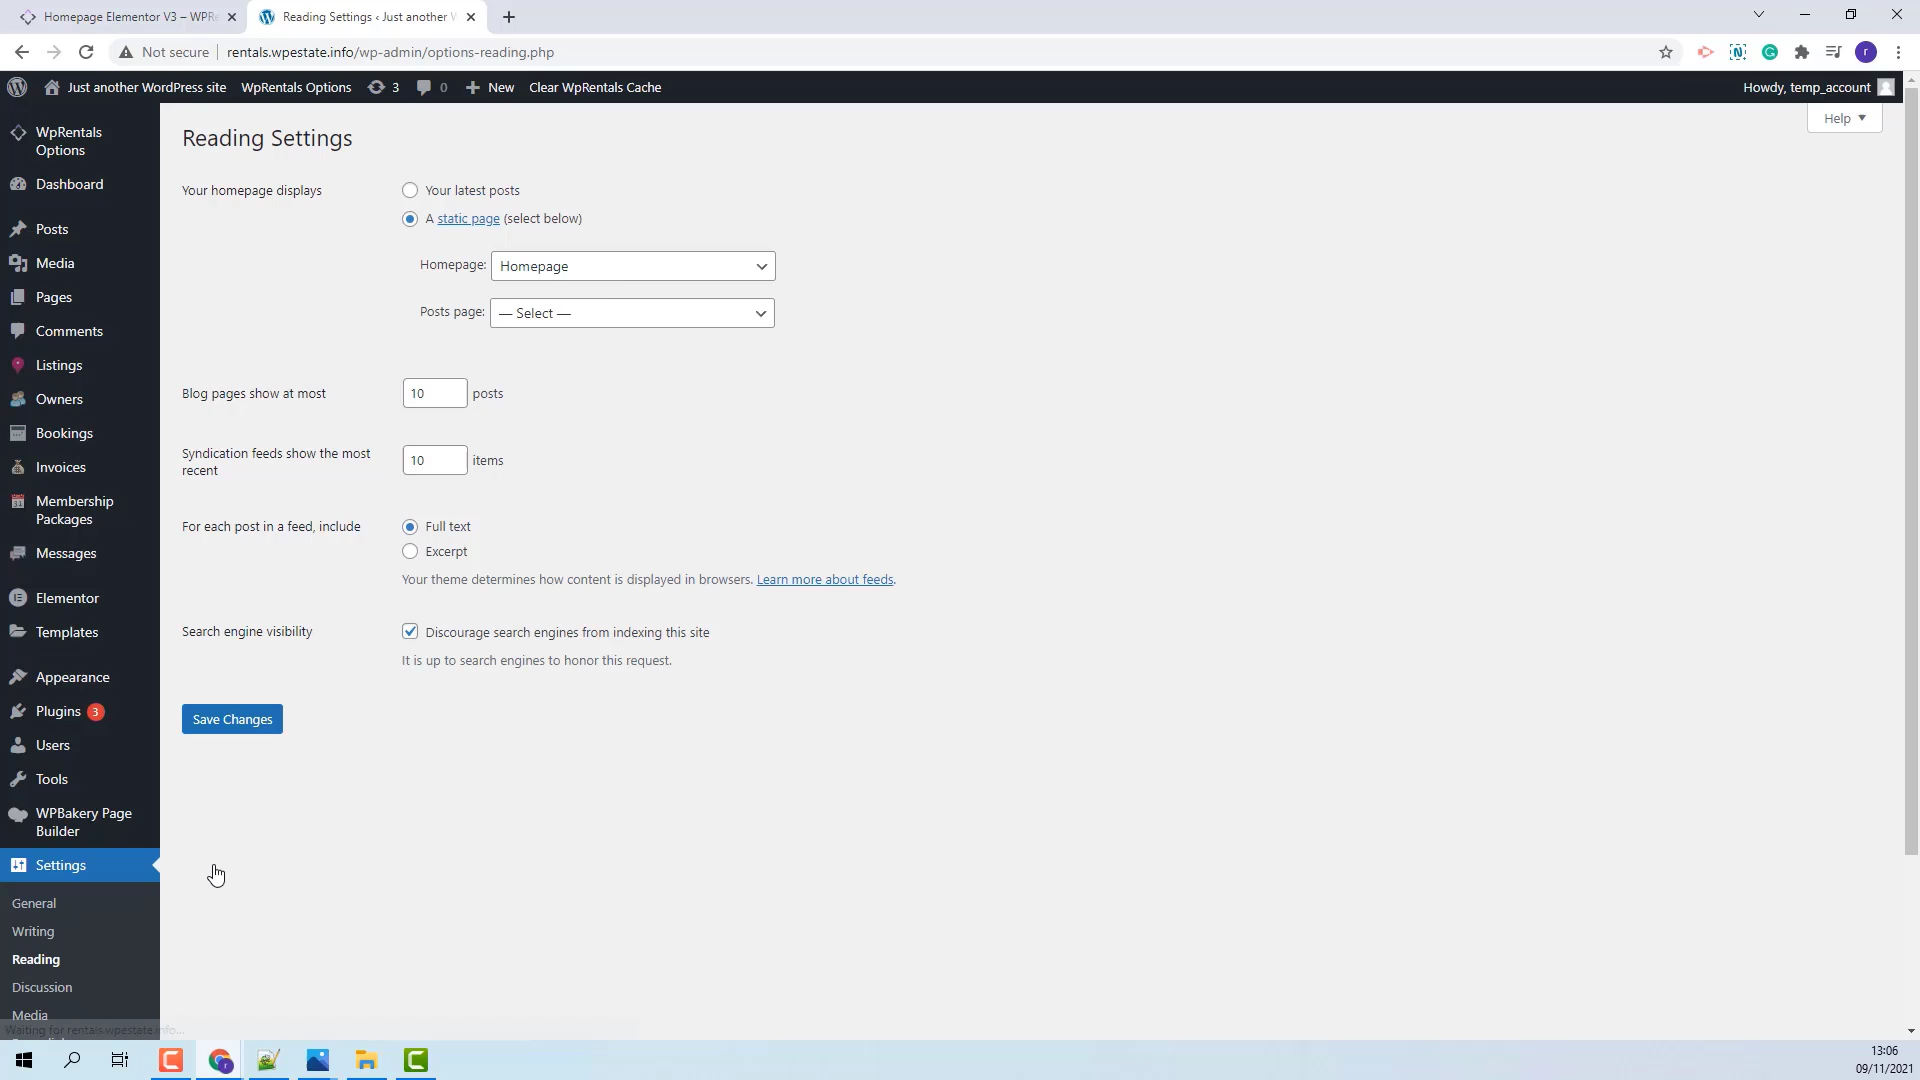 Homepage Elementor V3 – WPRe
Reading Settings ‹ Just another W
Not secure
rentals.wpestate.info/wp-admin/options-reading.php
r
Just another WordPress site
WpRentals Options
3
0
New
Clear WpRentals Cache
Howdy, temp_account
WpRentals
Options
Dashboard
Posts
Media
Pages
Comments
Listings
Owners
Bookings
Invoices
Membership
Packages
Messages
Elementor
Templates
Appearance
Plugins 3
Users
Tools
WPBakery Page
Builder
Settings
General
Writing
Reading
Discussion
Media
Waiting for rentals.wpestate.info...
Help
Reading Settings
Your homepage displays
Your latest posts
A static page (select below)
Homepage: Homepage
Posts page: — Select —
Blog pages show at most
10 posts
Syndication feeds show the most
recent
10 items
For each post in a feed, include
Full text
Excerpt
Your theme determines how content is displayed in browsers. Learn more about feeds.
Search engine visibility
Discourage search engines from indexing this site
It is up to search engines to honor this request.
Save Changes
13:06
09/11/2021